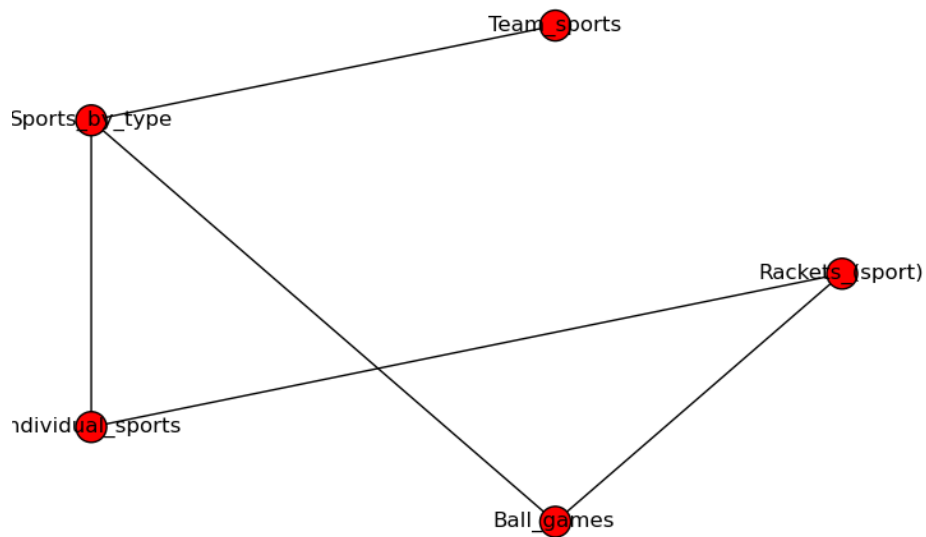 Team_sports
Sports_by_type
Rackets_(sport)
ndividual_sports
Ball_games